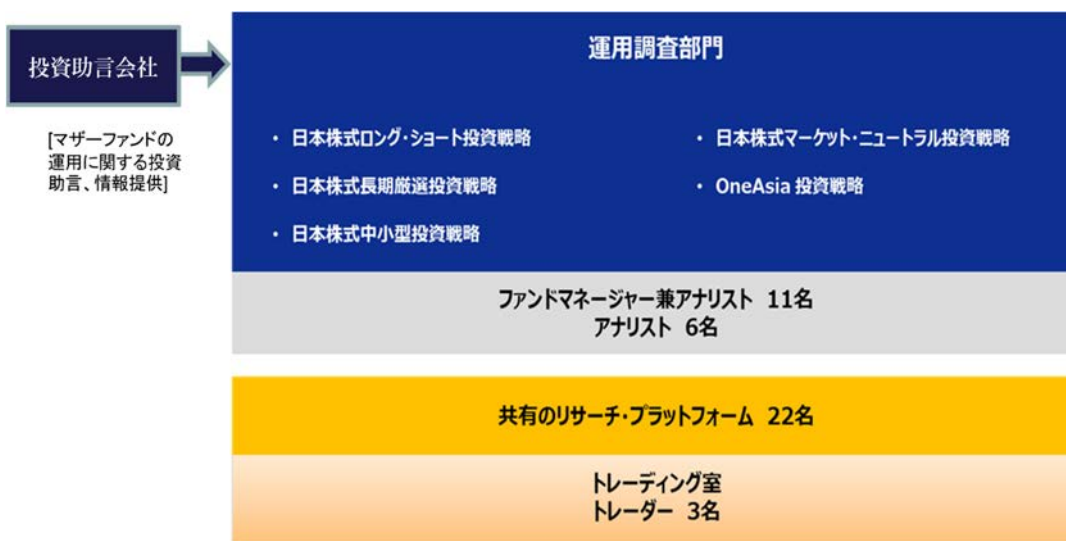 投資助言会社
[マザーファンドの
運用に関する投資
助言、情報提供]
運用調査部門
・ 日本株式ロング・ショート投資戦略
・ 日本株式長期厳選投資戦略
・ 日本株式中小型投資戦略
・ 日本株式マーケット・ニュートラル投資戦略
・ OneAsia 投資戦略
ファンドマネージャー兼アナリスト 11名
アナリスト 6名
共有のリサーチ・プラットフォーム 22名
トレーディング室
トレーダー 3名